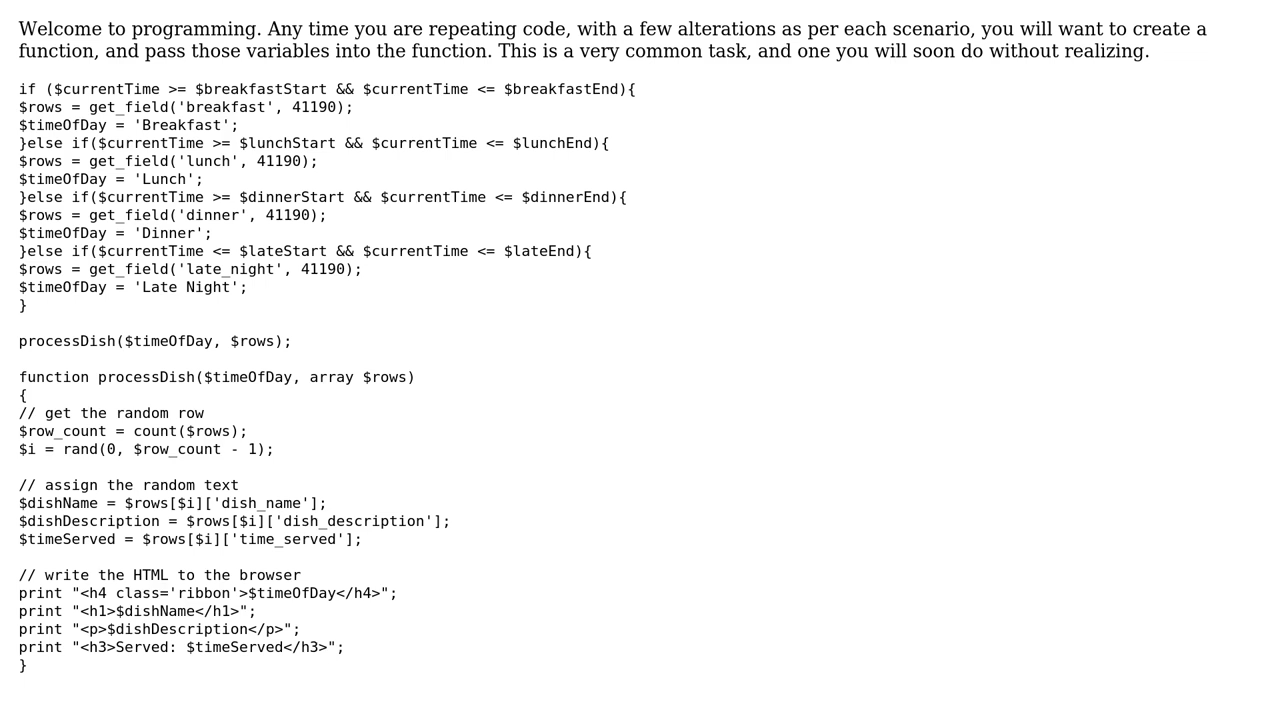 Welcome to programming. Any time you are repeating code, with a few alterations as per each scenario, you will want to create a
function, and pass those variables into the function. This is a very common task, and one you will soon do without realizing.
if ($currentTime >= $breakfastStart && $currentTime <= $breakfastEnd){
$rows = get_field('breakfast', 41190);
$timeOfDay = 'Breakfast';
}else if($currentTime >= $lunchStart && $currentTime <= $lunchEnd){
$rows = get_field('lunch', 41190);
$timeOfDay = 'Lunch';
}else if($currentTime >= $dinnerStart && $currentTime <= $dinnerEnd){
$rows = get_field('dinner', 41190);
$timeOfDay = 'Dinner';
}else if($currentTime <= $lateStart && $currentTime <= $lateEnd){
$rows = get_field('late_night', 41190);
$timeOfDay = 'Late Night';
}
processDish($timeOfDay, $rows);
function processDish($timeOfDay, array $rows)
{
// get the random row
$row_count = count($rows);
$i = rand(0, $row_count - 1);
// assign the random text
$dishName = $rows[$i]['dish_name'];
$dishDescription = $rows[$i]['dish_description'];
$timeServed = $rows[$i]['time_served'];
// write the HTML to the browser
print "<h4 class='ribbon'>$timeOfDay</h4>";
print "<h1>$dishName</h1>";
print "<p>$dishDescription</p>";
print "<h3>Served: $timeServed</h3>";
}